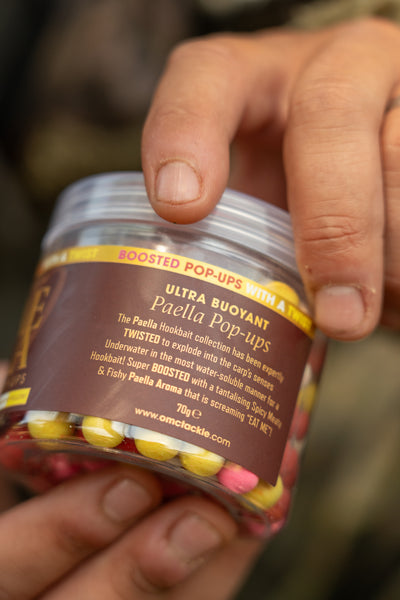 TWIST
BOOSTED POP-UPS WITH A TWIST
ULTRA BUOYANT
Paella Pop-ups
The Paella Hookbait collection has been expertly
TWISTED to explode into the carp's senses
Underwater in the most water-soluble manner for a
Hookbait! Super BOOSTED with a tantalising Spicy Meaty
& Fishy Paella Aroma that is screaming "EAT ME"!
70g℮
www.omctackle.com